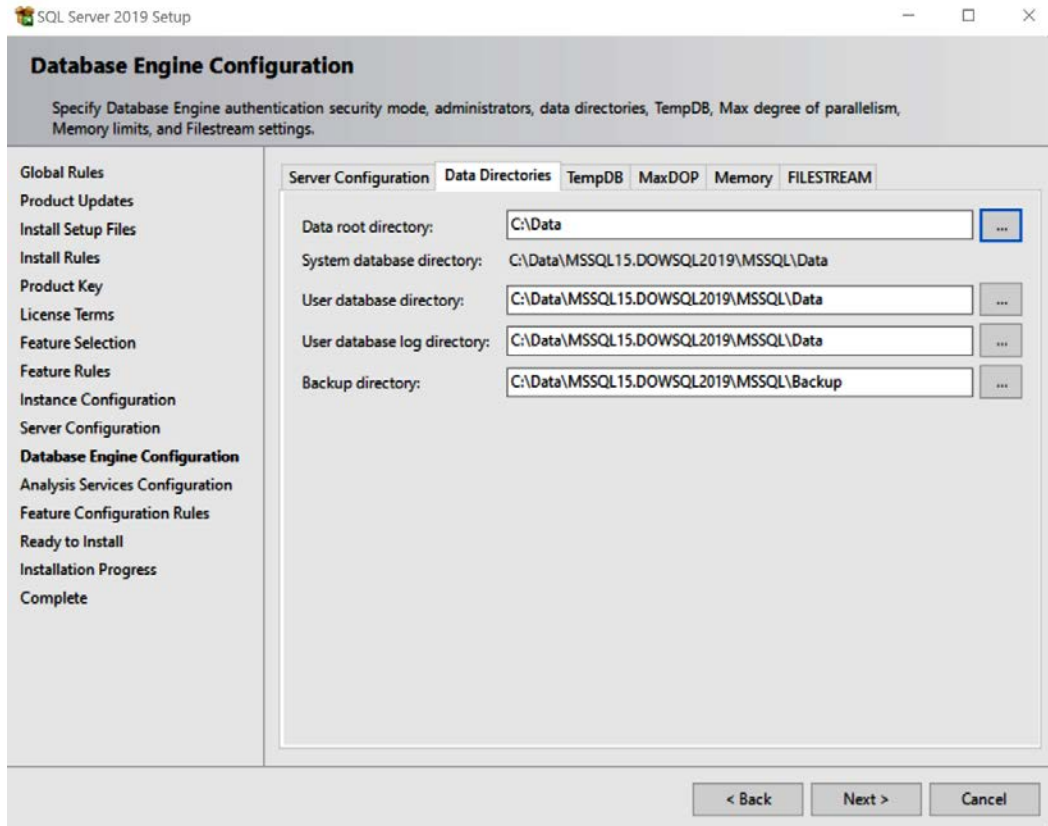 SQL Server 2019 Setup
Database Engine Configuration
Specify Database Engine authentication security mode, administrators, data directories, TempDB, Max degree of parallelism,
Memory limits, and Filestream settings.
Global Rules
Product Updates
Install Setup Files
Install Rules
Product Key
License Terms
Feature Selection
Feature Rules
Instance Configuration
Server Configuration
Database Engine Configuration
Analysis Services Configuration
Feature Configuration Rules
Ready to Install
Installation Progress
Complete
Server Configuration Data Directories TempDB MaxDOP Memory FILESTREAM
Data root directory: C:\Data ...
System database directory: C:\Data\MSSQL15.DOWSQL2019\MSSQL\Data
User database directory: C:\Data\MSSQL15.DOWSQL2019\MSSQL\Data ...
User database log directory: C:\Data\MSSQL15.DOWSQL2019\MSSQL\Data ...
Backup directory: C:\Data\MSSQL15.DOWSQL2019\MSSQL\Backup ...
< Back Next > Cancel